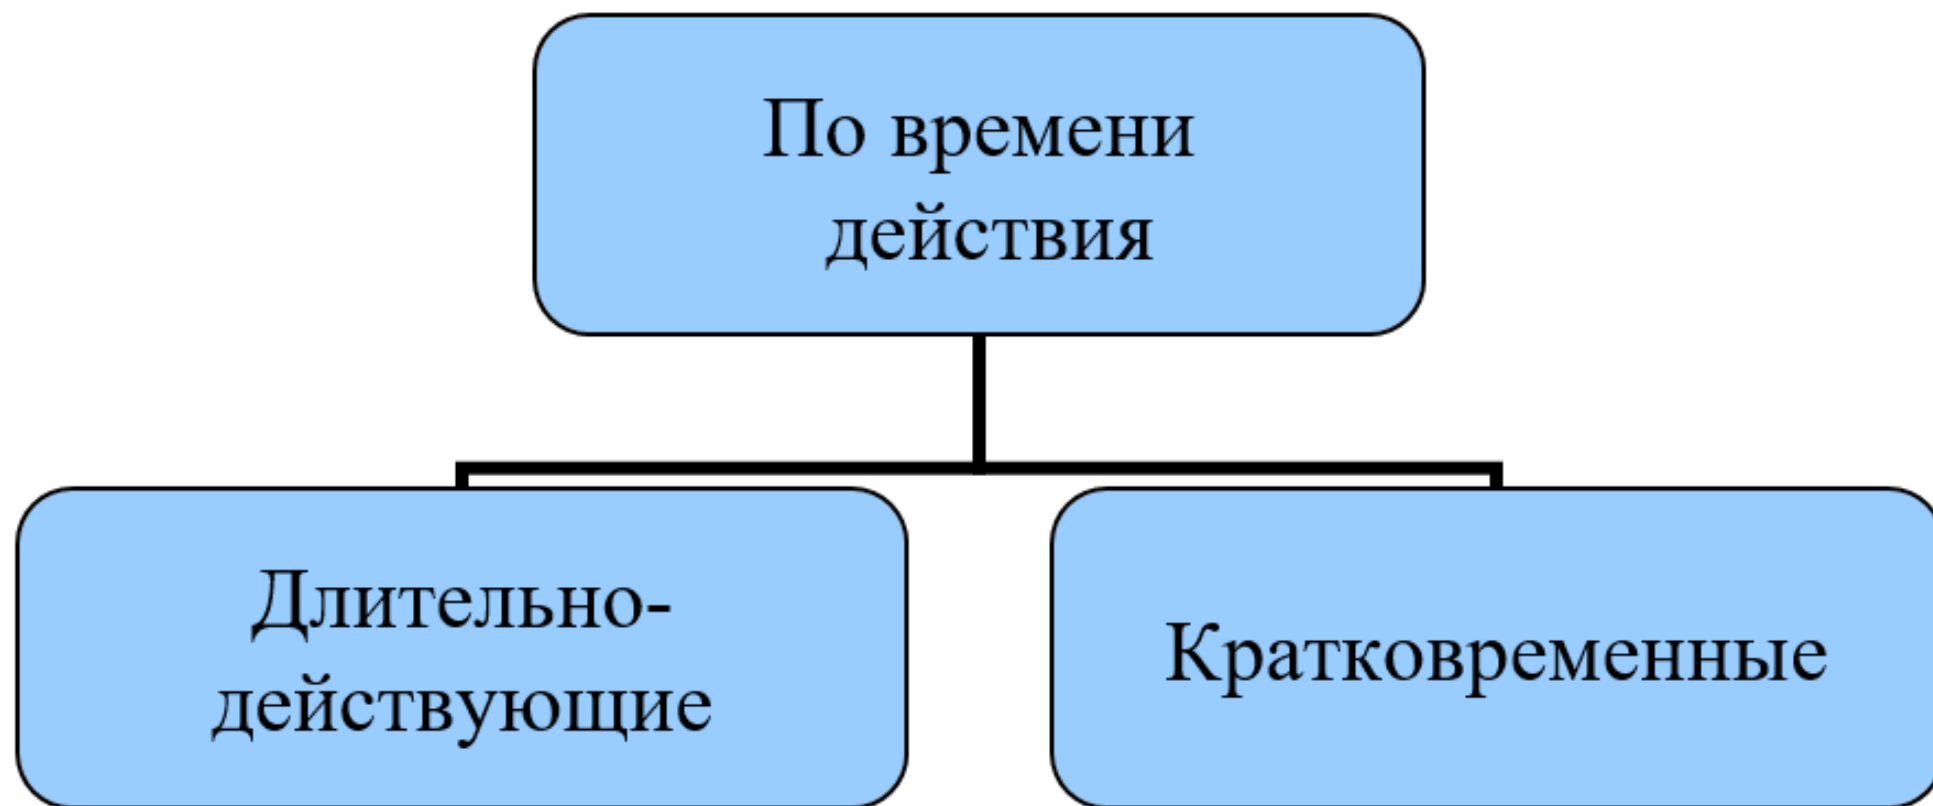 По времени
действия
Длительно-
действующие
Кратковременные